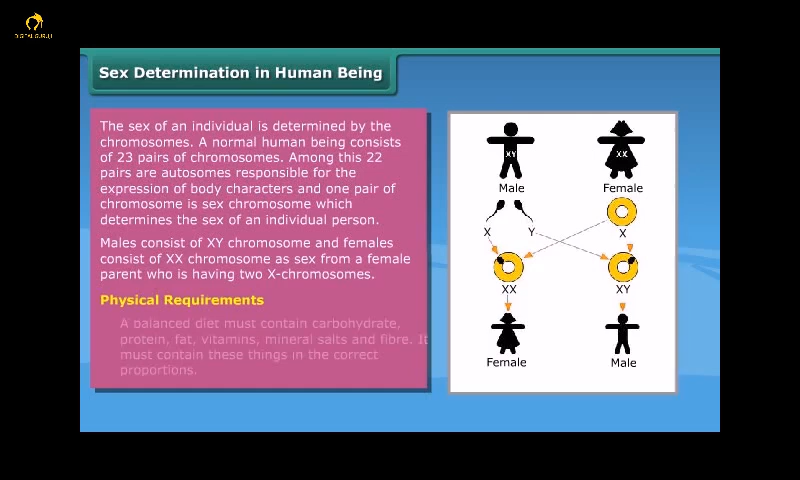 DIGITAL GURUJI
Sex Determination in Human Being
The sex of an individual is determined by the
chromosomes. A normal human being consists
of 23 pairs of chromosomes. Among this 22
pairs are autosomes responsible for the
expression of body characters and one pair of
chromosome is sex chromosome which
determines the sex of an individual person.
Males consist of XY chromosome and females
consist of XX chromosome as sex from a female
parent who is having two X-chromosomes.
Physical Requirements
A balanced diet must contain carbohydrate,
protein, fat, vitamins, mineral salts and fibre. It
must contain these things in the correct
proportions.
XY XX
Male Female
X Y X
XX XY
Female Male